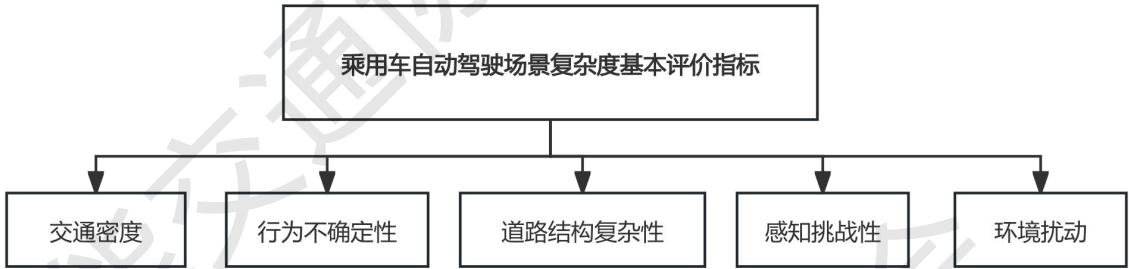 乘用车自动驾驶场景复杂度基本评价指标
交通密度
行为不确定性
道路结构复杂性
感知挑战性
环境扰动